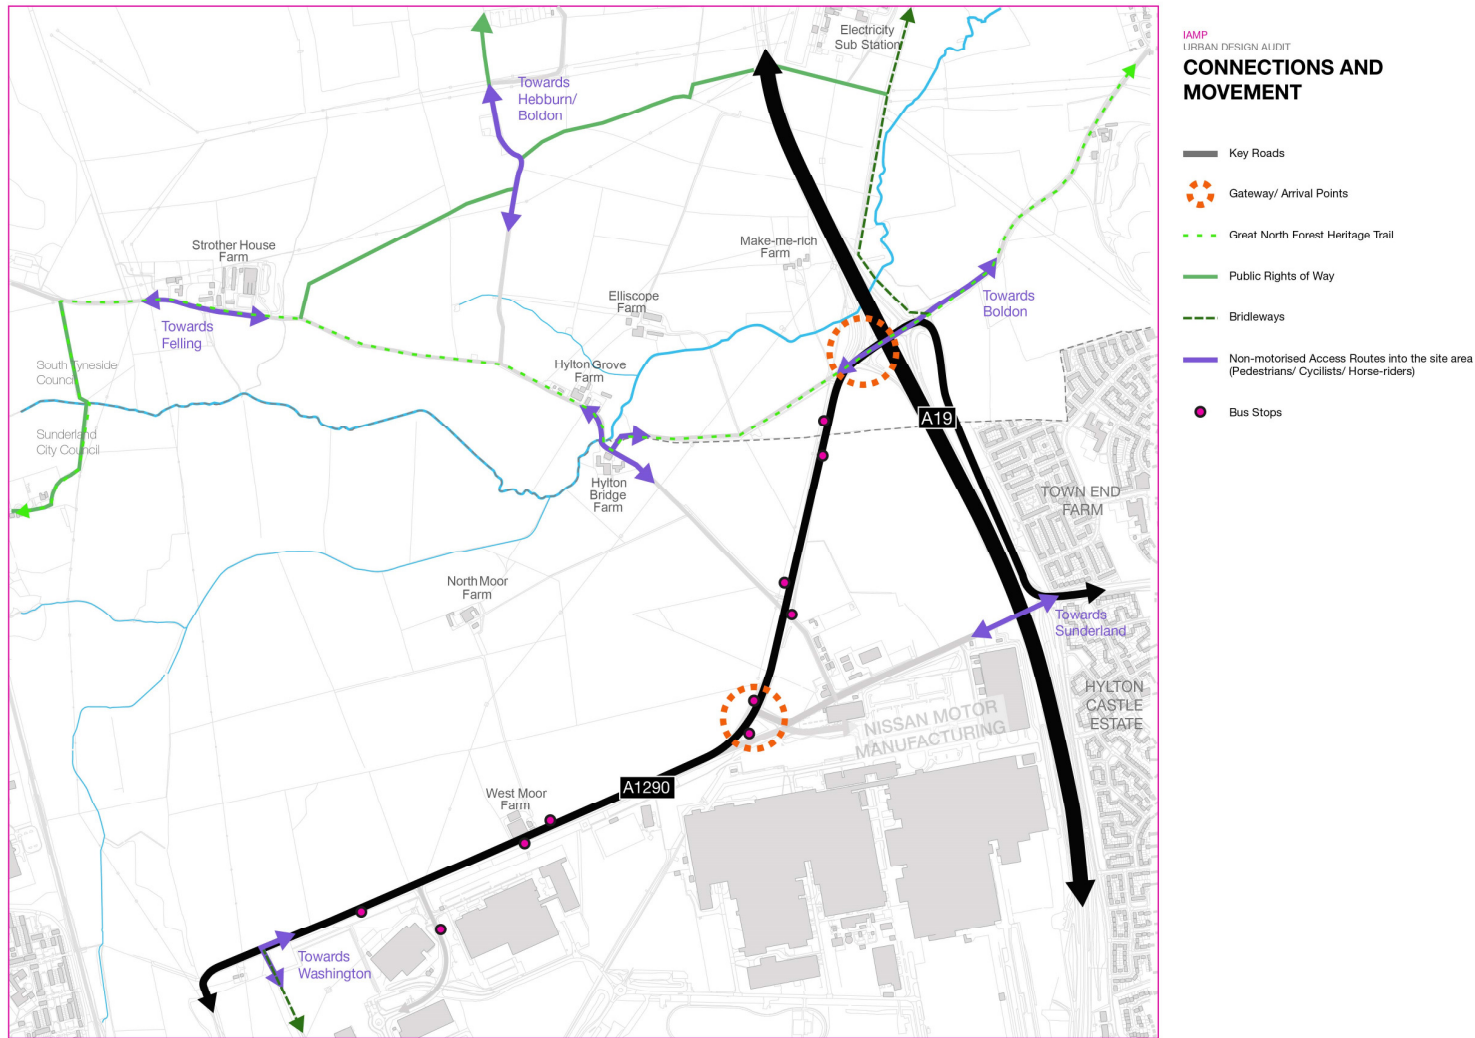 IAMP
URBAN DESIGN AUDIT
CONNECTIONS AND
MOVEMENT
Key Roads
Gateway/ Arrival Points
Great North Forest Heritage Trail
Public Rights of Way
Bridleways
Non-motorised Access Routes into the site area
(Pedestrians/ Cyclists/ Horse-riders)
Bus Stops
Electricity
Sub Station
Towards
Hebburn/
Boldon
Strother House
Farm
Make-me-rich
Farm
Elliscope
Farm
Towards
Boldon
Towards
Felling
South Tyneside
Council
Hylton Grove
Farm
A19
Sunderland
City Council
Hylton
Bridge
Farm
TOWN END
FARM
North Moor
Farm
Towards
Sunderland
HYLTON
CASTLE
ESTATE
NISSAN MOTOR
MANUFACTURING
A1290
West Moor
Farm
Towards
Washington